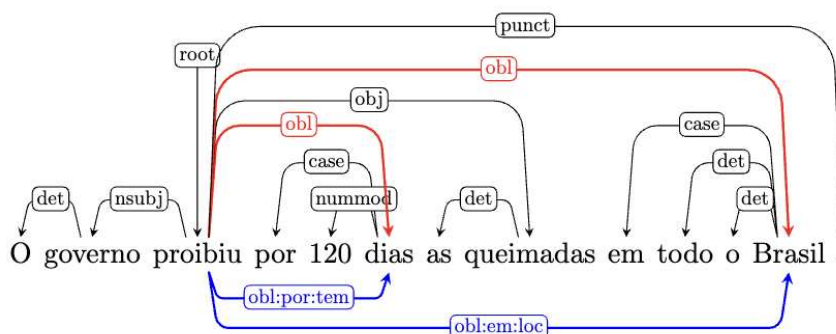 punct
root
obl
obj
obl case
case det
det nsubj nummod det det
O governo proibiu por 120 dias as queimadas em todo o Brasil
obl:por:tem
obl:em:loc